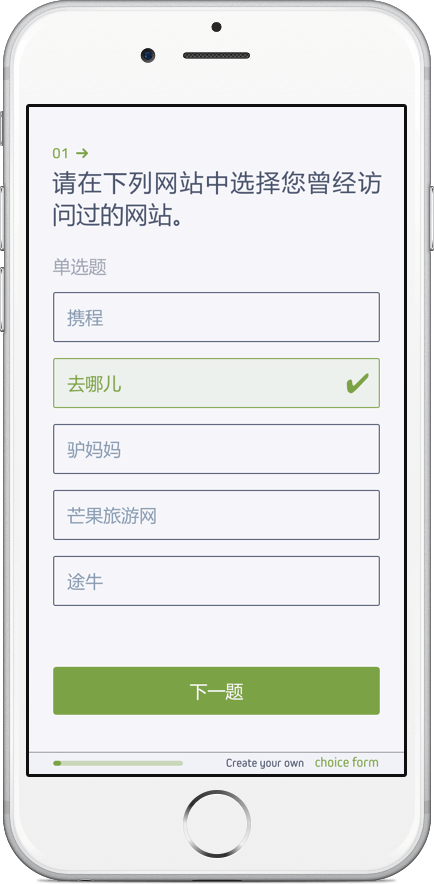 01 →
请在下列网站中选择您曾经访
问过的网站。
单选题
携程
去哪儿
驴妈妈
芒果旅游网
途牛
下一题
Create your own choice form